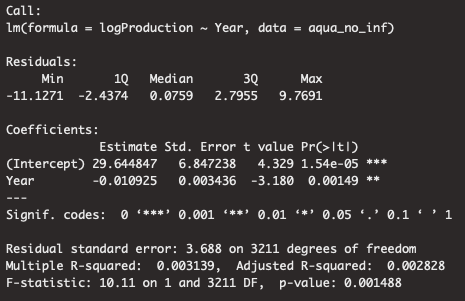 Call:
lm(formula = logProduction ~ Year, data = aqua_no_inf)
Residuals:
Min 1Q Median 3Q Max
-11.1271 -2.4374 0.0759 2.7955 9.7691
Coefficients:
Estimate Std. Error t value Pr(>|t|)
(Intercept) 29.644847 6.847238 4.329 1.54e-05 ***
Year -0.010925 0.003436 -3.180 0.00149 **
---
Signif. codes: 0 ‘***’ 0.001 ‘**’ 0.01 ‘*’ 0.05 ‘.’ 0.1 ‘ ’ 1
Residual standard error: 3.688 on 3211 degrees of freedom
Multiple R-squared: 0.003139, Adjusted R-squared: 0.002828
F-statistic: 10.11 on 1 and 3211 DF, p-value: 0.001488